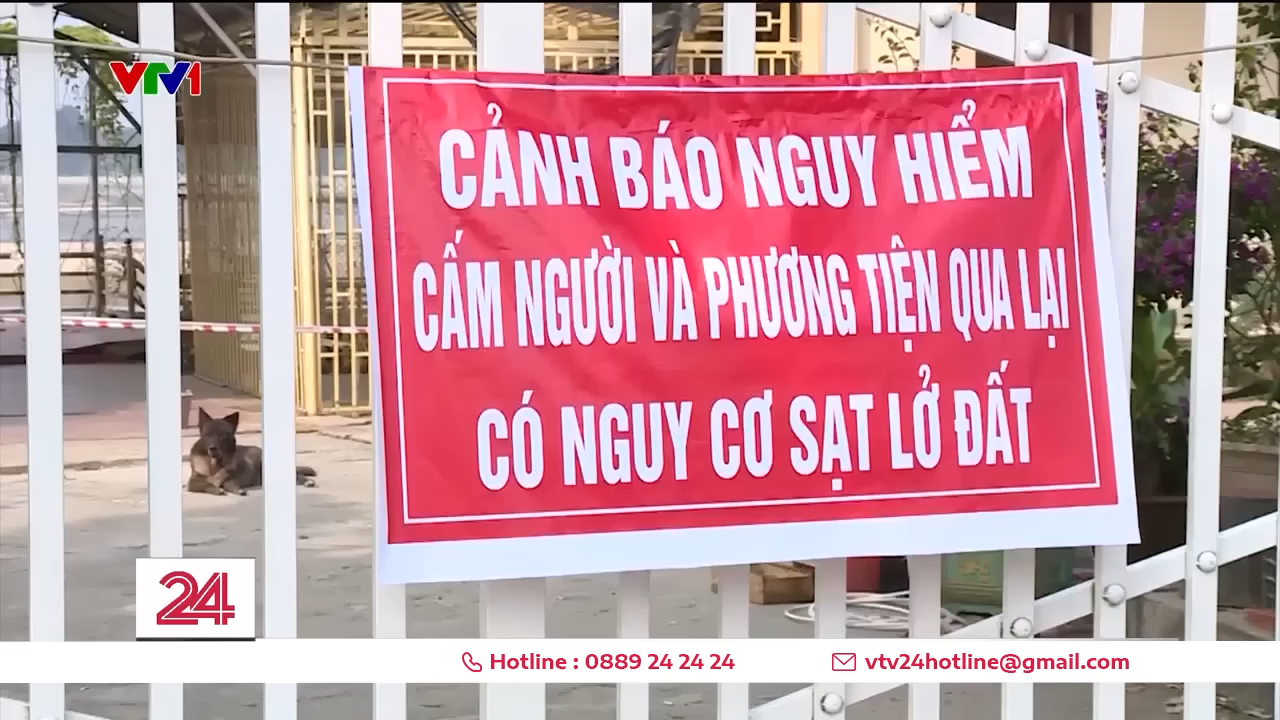 VTV1
CẢNH BÁO NGUY HIỂM
CẤM NGƯỜI VÀ PHƯƠNG TIỆN QUA LẠI
CÓ NGUY CƠ SẠT LỞ ĐẤT
24
Hotline : 0889 24 24 24
vtv24hotline@gmail.com